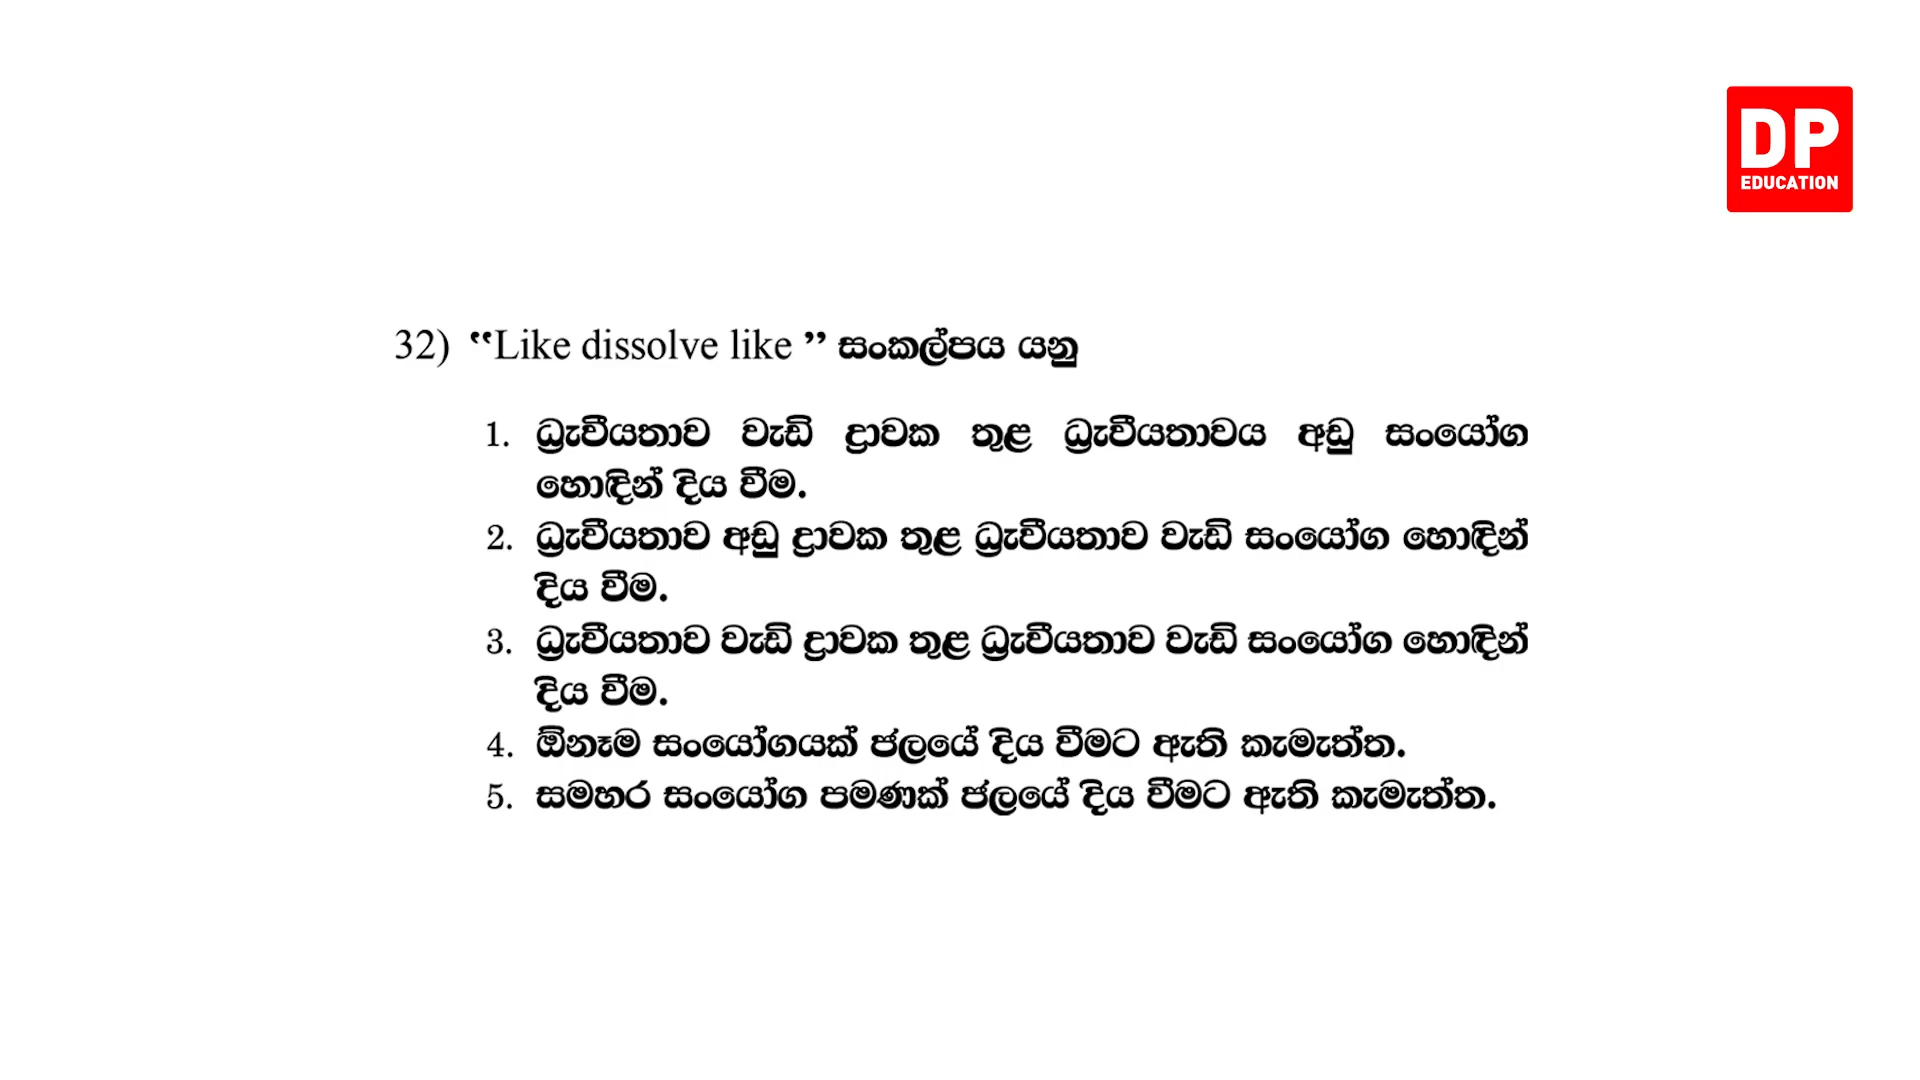 DP
EDUCATION
32) “Like dissolve like ” සංකල්පය යනු
1. ධ්‍රැවීයතාව වැඩි ද්‍රාවක තුළ ධ්‍රැවීයතාවය අඩු සංයෝග
හොඳින් දිය වීම.
2. ධ්‍රැවීයතාව අඩු ද්‍රාවක තුළ ධ්‍රැවීයතාව වැඩි සංයෝග හොඳින්
දිය වීම.
3. ධ්‍රැවීයතාව වැඩි ද්‍රාවක තුළ ධ්‍රැවීයතාව වැඩි සංයෝග හොඳින්
දිය වීම.
4. ඕනෑම සංයෝගයක් ජලයේ දිය වීමට ඇති කැමැත්ත.
5. සමහර සංයෝග පමණක් ජලයේ දිය වීමට ඇති කැමැත්ත.